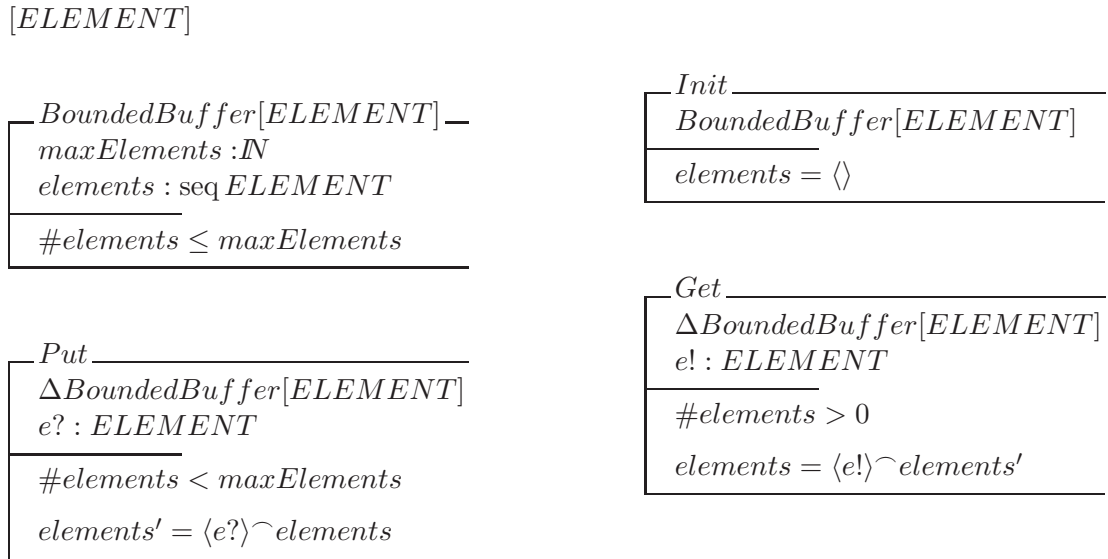 [ELEMENT]
BoundedBuffer[ELEMENT]
maxElements : ℕ
elements : seq ELEMENT
#elements ≤ maxElements
Init
BoundedBuffer[ELEMENT]
elements = ⟨⟩
Put
ΔBoundedBuffer[ELEMENT]
e? : ELEMENT
#elements < maxElements
elements′ = ⟨e?⟩⌢elements
Get
ΔBoundedBuffer[ELEMENT]
e! : ELEMENT
#elements > 0
elements = ⟨e!⟩⌢elements′